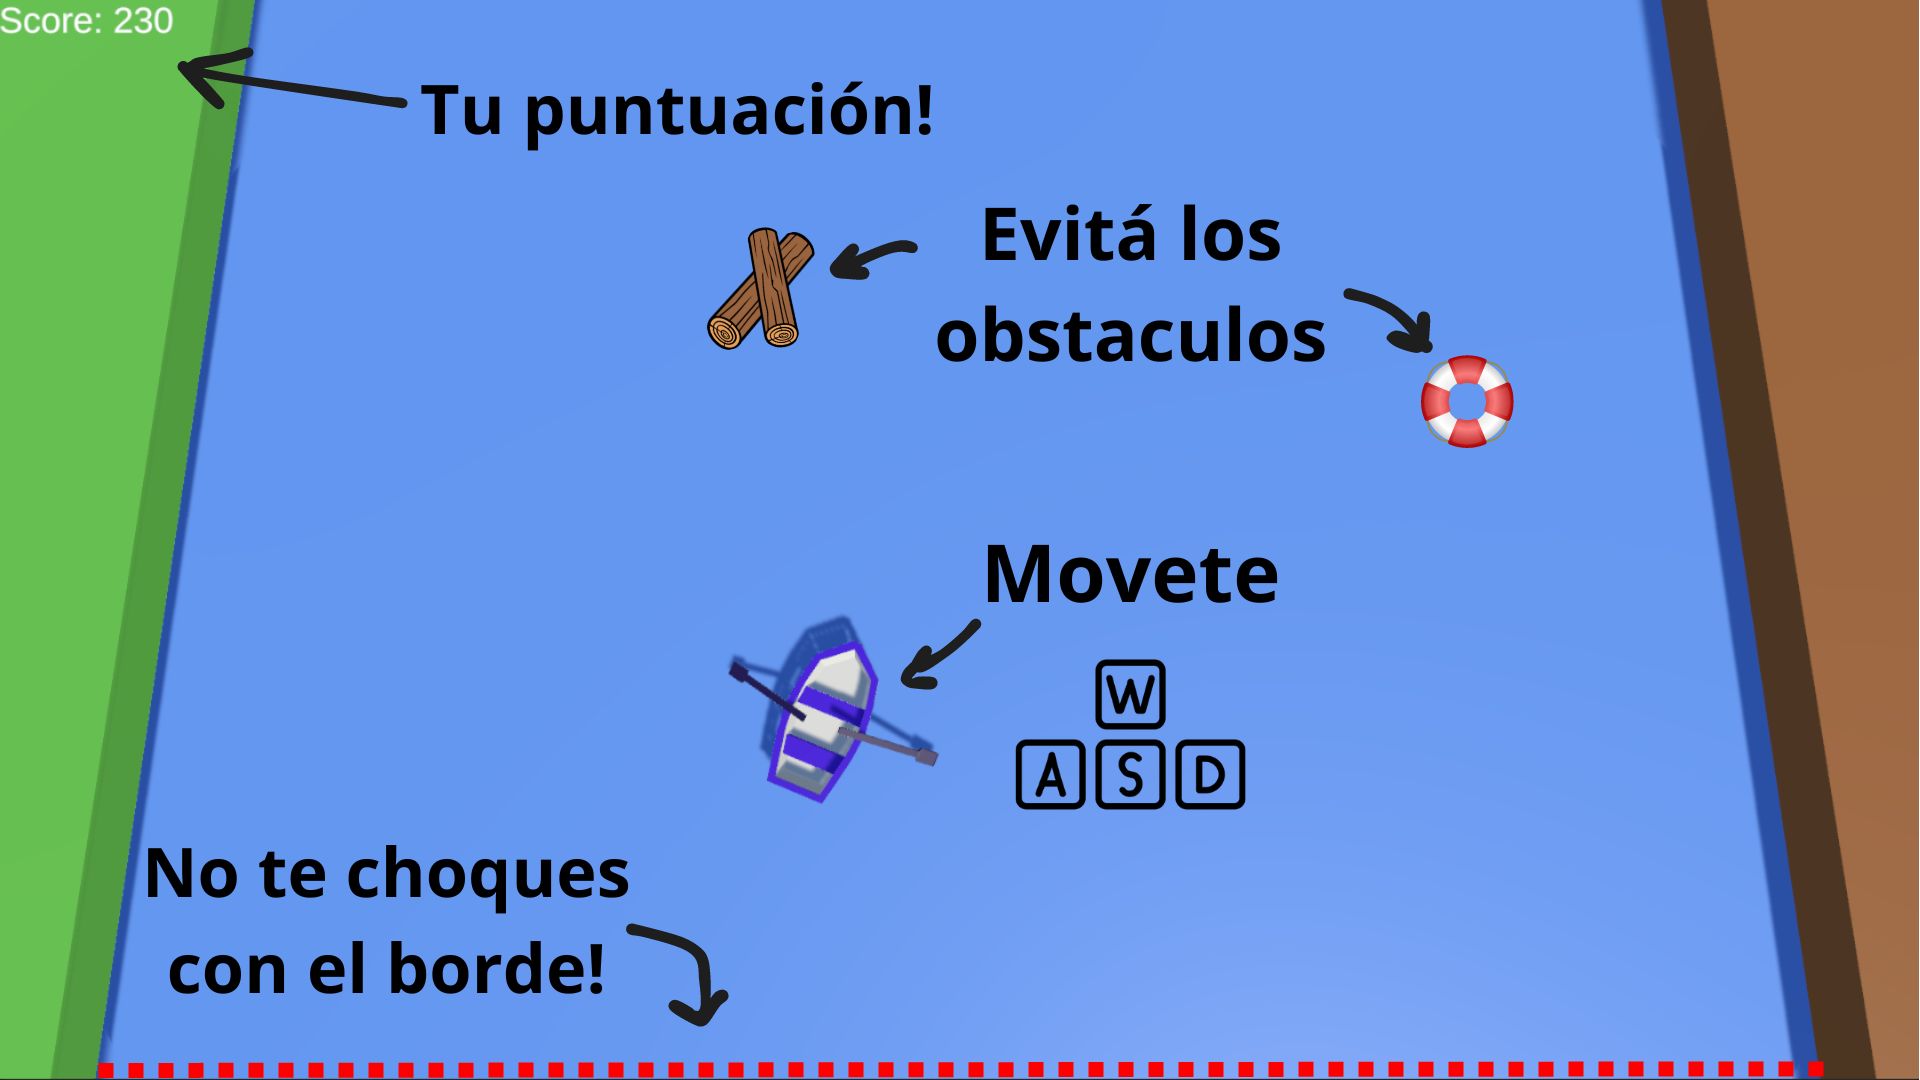 Score: 230
Tu puntuación!
Evitá los
obstaculos
Movete
W
A S D
No te choques
con el borde!